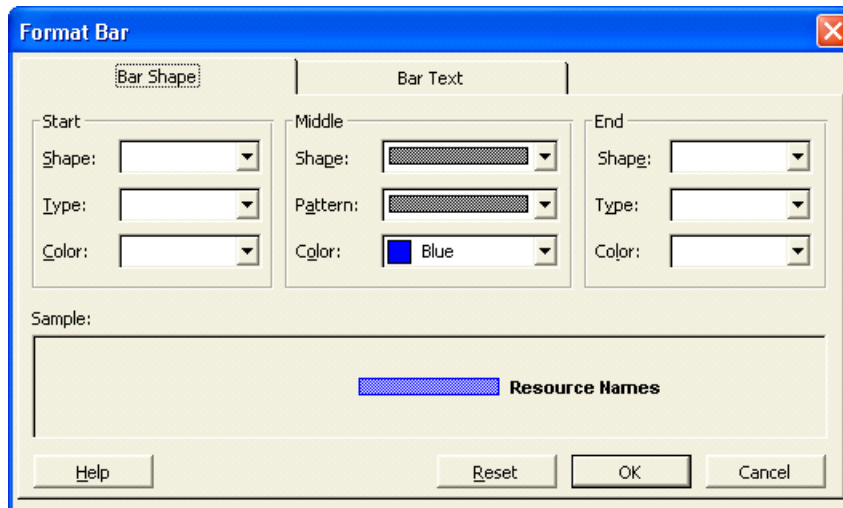 Format Bar
Bar Shape Bar Text
Start Middle End
Shape: Shape: Shape:
Type: Pattern: Type:
Color: Color: Blue Color:
Sample:
Resource Names
Help Reset OK Cancel